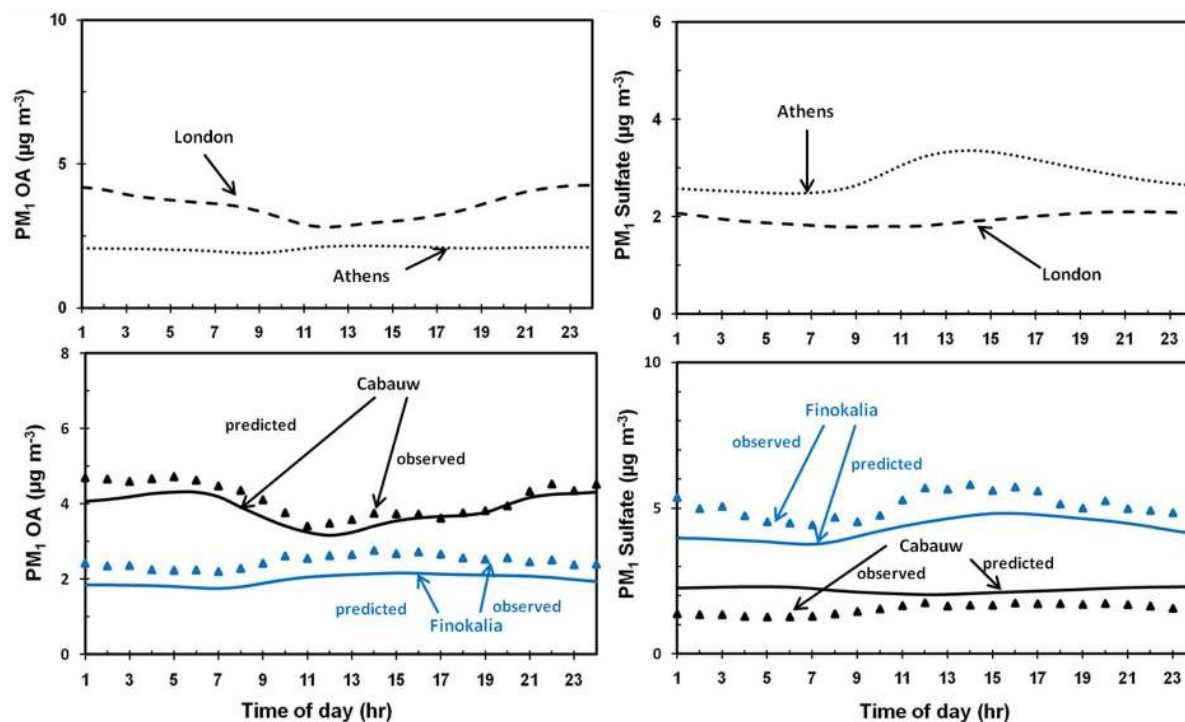 PM₁ OA (µg m⁻³)
10
5
0
London
Athens
1 3 5 7 9 11 13 15 17 19 21 23
PM₁ Sulfate (µg m⁻³)
6
4
2
0
Athens
London
1 3 5 7 9 11 13 15 17 19 21 23
PM₁ OA (µg m⁻³)
8
6
4
2
0
Cabauw
predicted
observed
predicted
observed
Finokalia
1 3 5 7 9 11 13 15 17 19 21 23
Time of day (hr)
PM₁ Sulfate (µg m⁻³)
10
5
0
Finokalia
observed
predicted
Cabauw
observed
predicted
1 3 5 7 9 11 13 15 17 19 21 23
Time of day (hr)